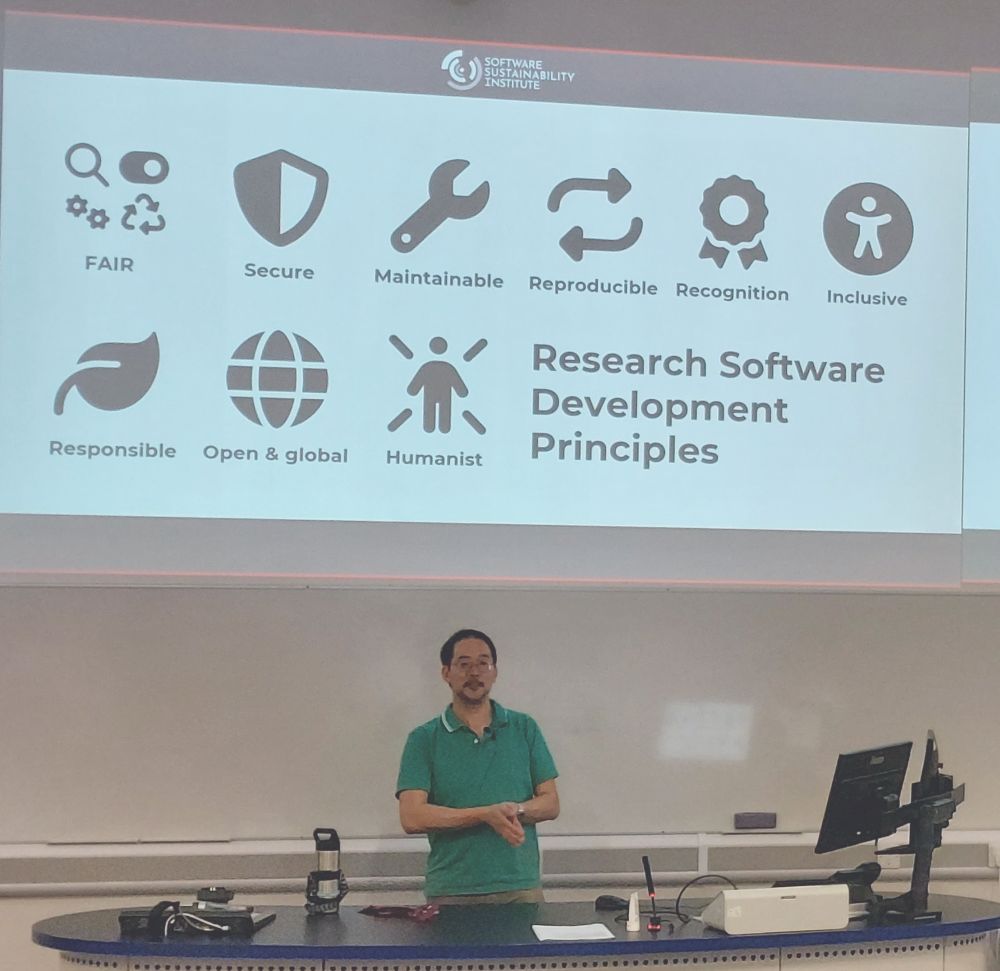 SOFTWARE
SUSTAINABILITY
INSTITUTE
FAIR
Secure
Maintainable
Reproducible
Recognition
Inclusive
Responsible
Open & global
Humanist
Research Software
Development
Principles